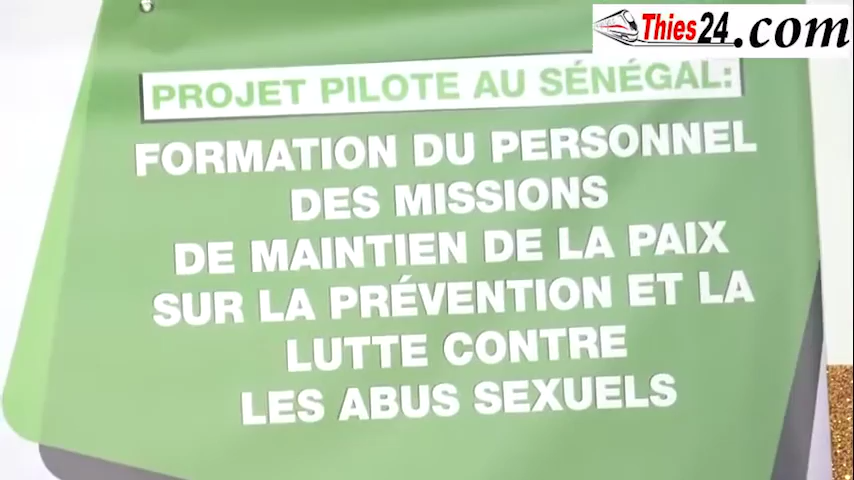 Thies24.com
PROJET PILOTE AU SÉNÉGAL:
FORMATION DU PERSONNEL
DES MISSIONS
DE MAINTIEN DE LA PAIX
SUR LA PRÉVENTION ET LA
LUTTE CONTRE
LES ABUS SEXUELS